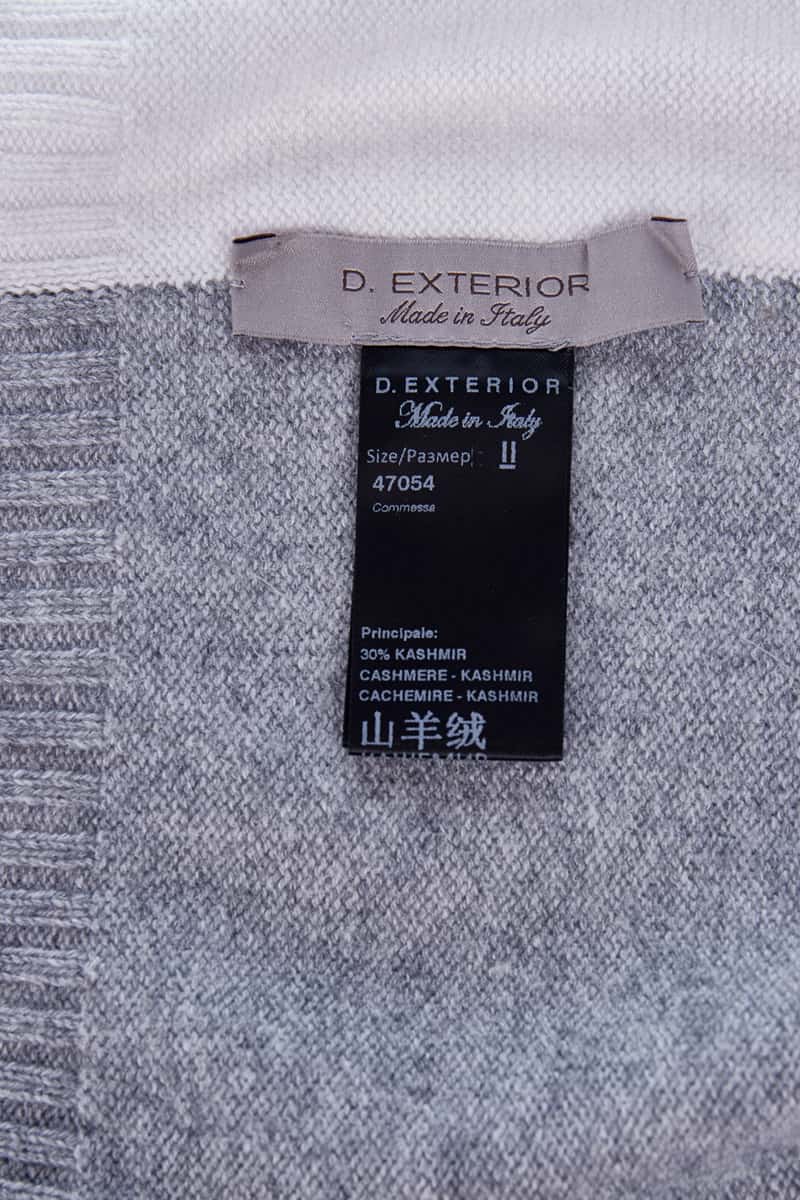 D. EXTERIOR
Made in Italy
D. EXTERIOR
Made in Italy
Size/Размер: II
47054
Commessa
Principale:
30% KASHMIR
CASHMERE - KASHMIR
CACHEMIRE - KASHMIR
山羊绒